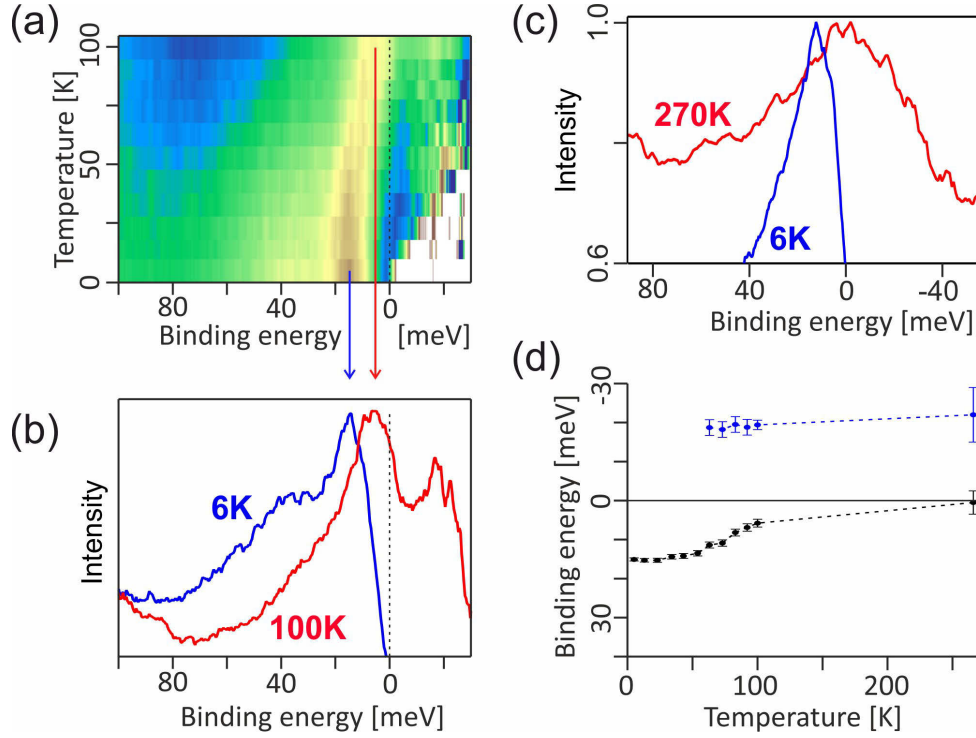 (a)
Temperature [K]
100
50
0
80
40
0
Binding energy [meV]
(b)
Intensity
6K
100K
80
40
0
Binding energy [meV]
(c)
Intensity
1.0
0.6
270K
6K
80
40
0
-40
Binding energy [meV]
(d)
Binding energy [meV]
-30
0
30
0
100
200
Temperature [K]